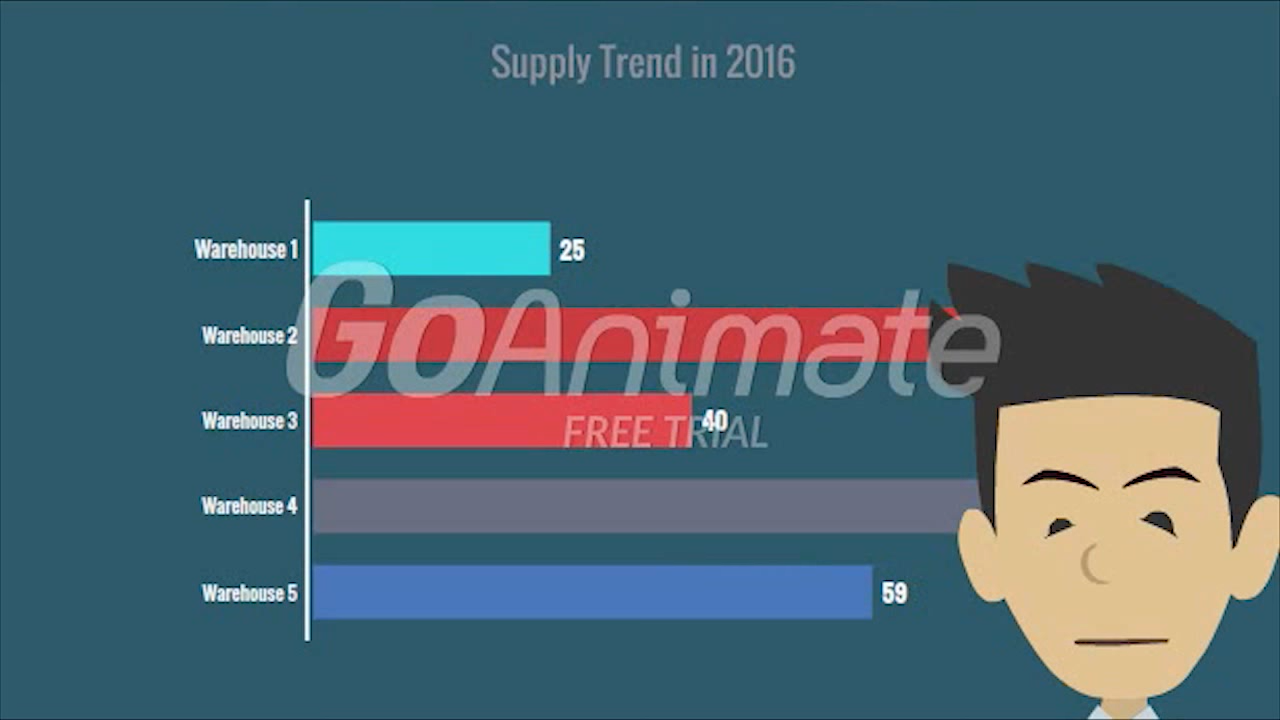 Supply Trend in 2016
Warehouse 1 25
Warehouse 2
GoAnimate
Warehouse 3 40
FREE TRIAL
Warehouse 4
Warehouse 5 59